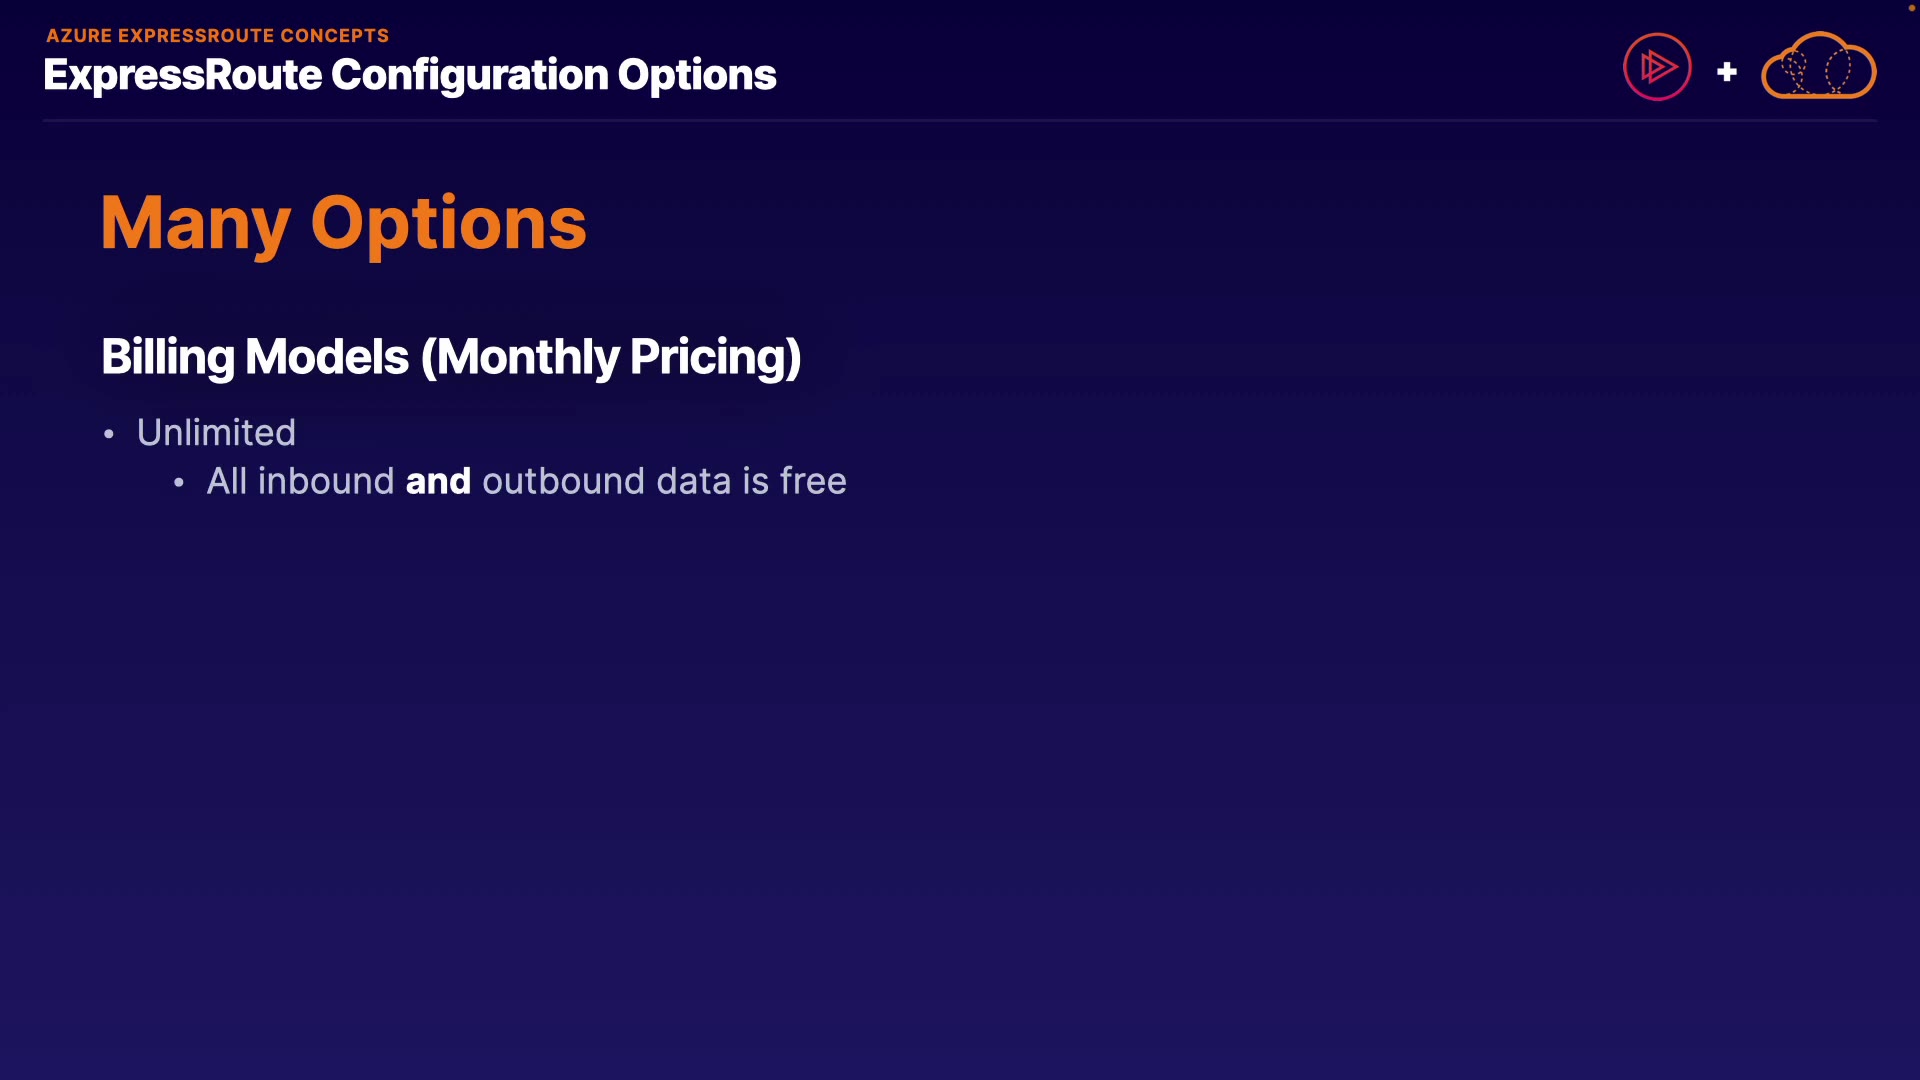 AZURE EXPRESSROUTE CONCEPTS
ExpressRoute Configuration Options
+
Many Options
Billing Models (Monthly Pricing)
• Unlimited
• All inbound and outbound data is free